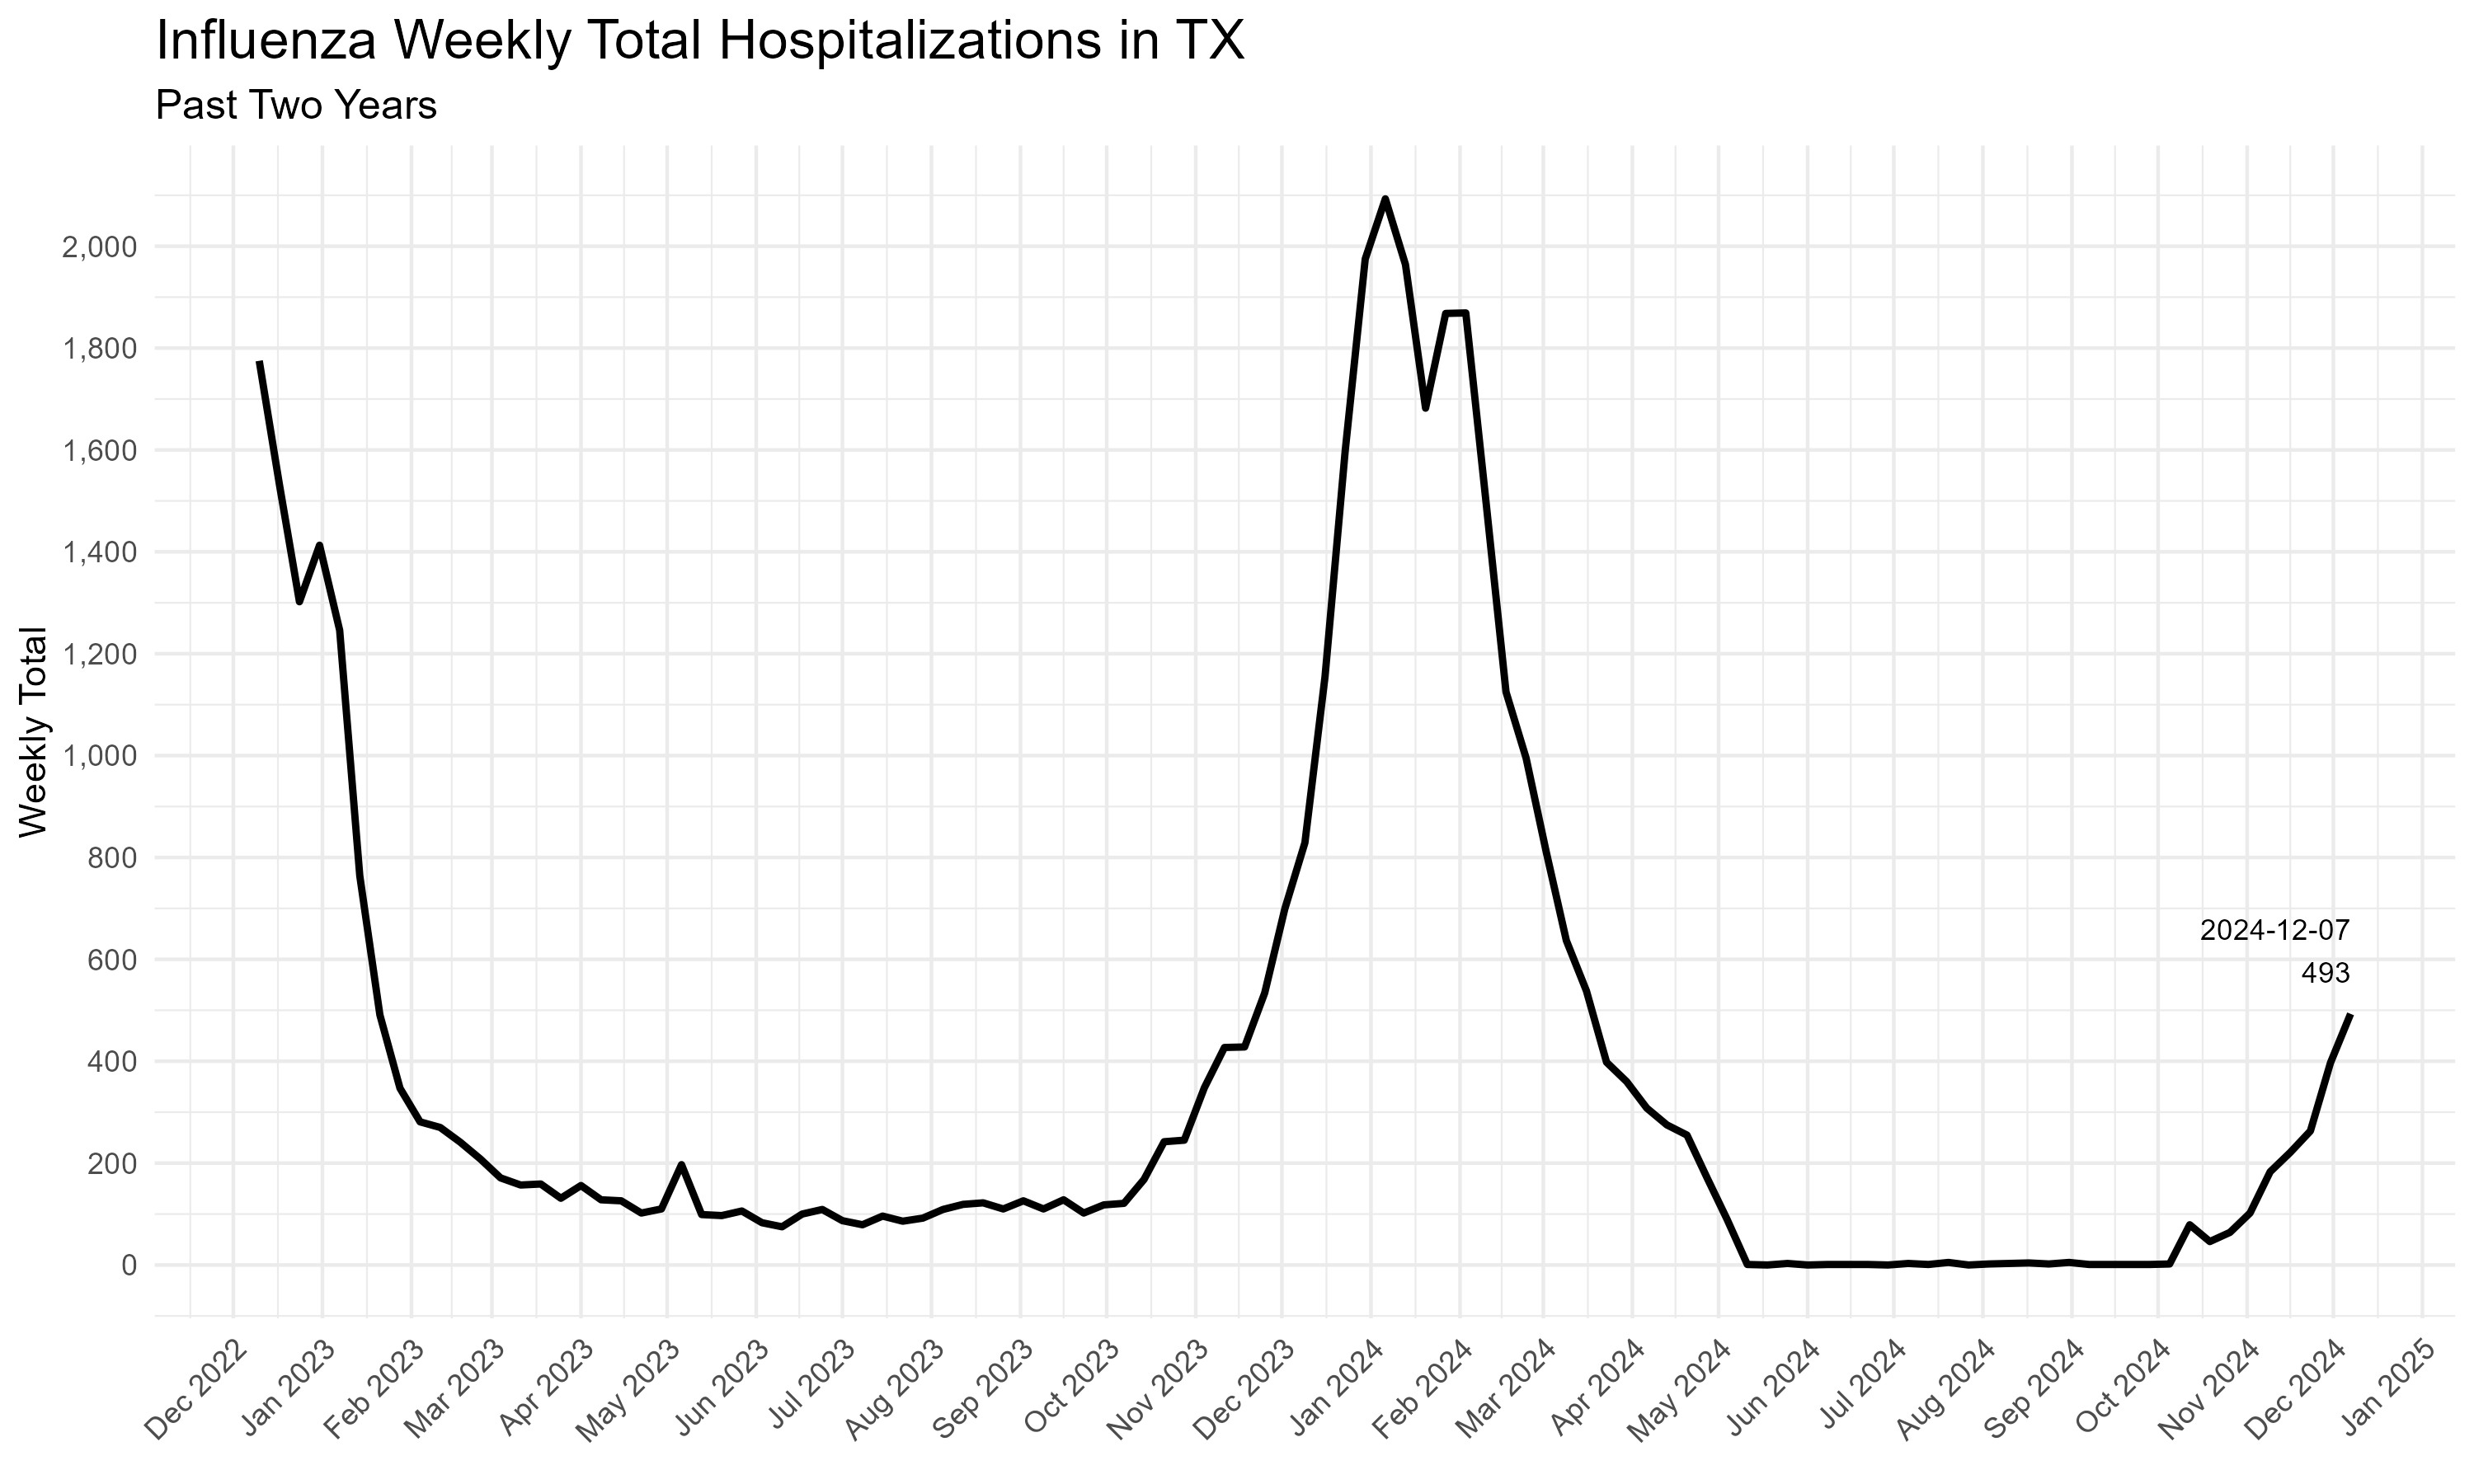 Influenza Weekly Total Hospitalizations in TX
Past Two Years
Weekly Total
2,000
1,800
1,600
1,400
1,200
1,000
800
600
400
200
0
2024-12-07
493
Dec 2022
Jan 2023
Feb 2023
Mar 2023
Apr 2023
May 2023
Jun 2023
Jul 2023
Aug 2023
Sep 2023
Oct 2023
Nov 2023
Dec 2023
Jan 2024
Feb 2024
Mar 2024
Apr 2024
May 2024
Jun 2024
Jul 2024
Aug 2024
Sep 2024
Oct 2024
Nov 2024
Dec 2024
Jan 2025